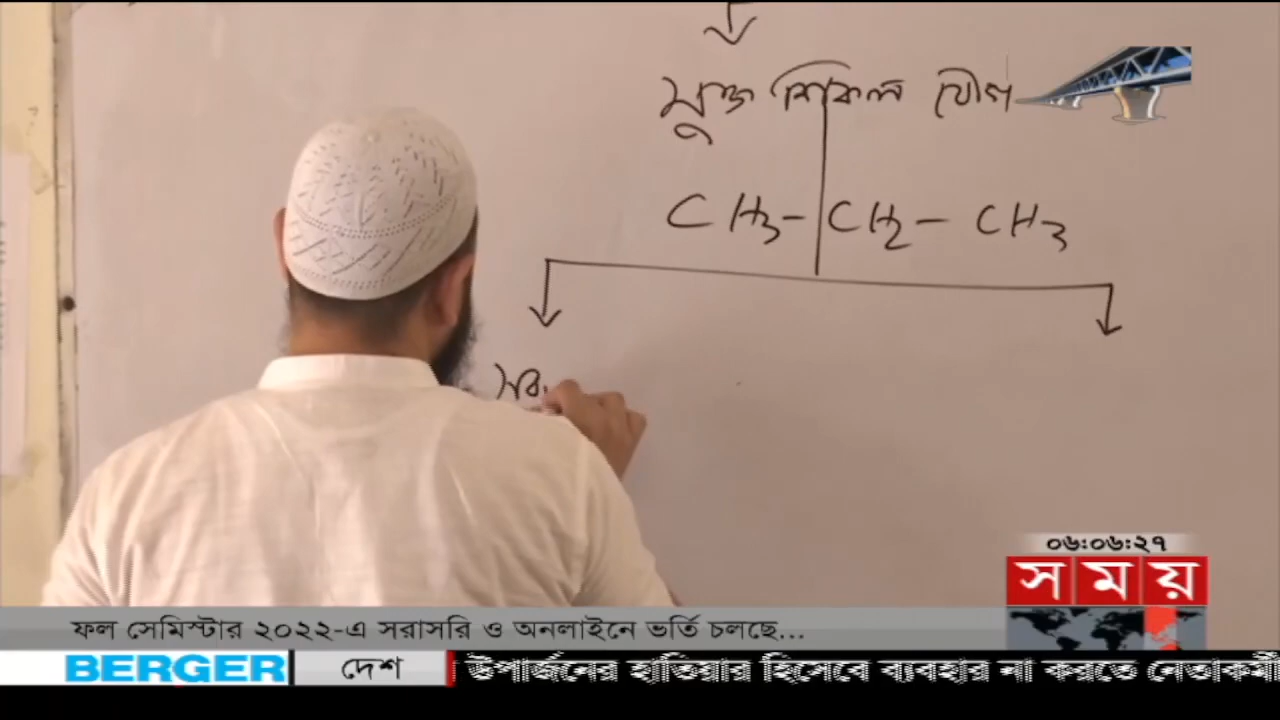 মুক্ত শিকল যৌগ
CH3 - CH2 - CH3
০৬:০৬:২৭
সময়
ফল সেমিস্টার ২০২২-এ সরাসরি ও অনলাইনে ভর্তি চলছে...
BERGER দেশ উপার্জনের হাতিয়ার হিসেবে ব্যবহার না করতে নেতাকর্মী